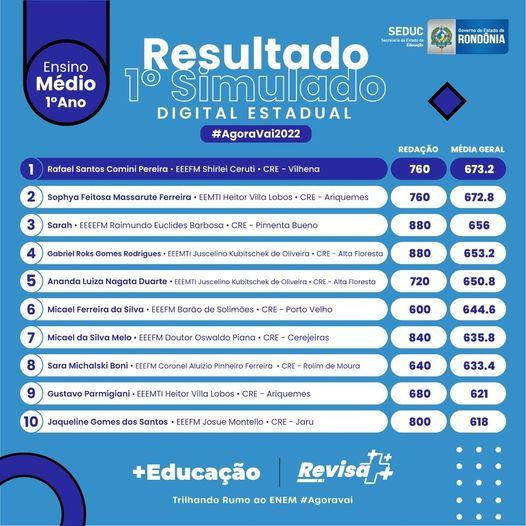 Ensino
Médio
1ºAno
Resultado
1º Simulado
DIGITAL ESTADUAL
#AgoraVai2022
SEDUC
Secretaria de Estado da
Educação
Governo do Estado de
RONDÔNIA
REDAÇÃO MÉDIA GERAL
1 Rafael Santos Comini Pereira • EEEFM Shirlei Ceruti • CRE - Vilhena 760 673.2
2 Sophya Feitosa Massarute Ferreira • EEMTI Heitor Villa Lobos • CRE - Ariquemes 760 672.8
3 Sarah • EEEEFM Raimundo Euclides Barbosa • CRE - Pimenta Bueno 880 656
4 Gabriel Roks Gomes Rodrigues • EEEMTI Juscelino Kubitschek de Oliveira • CRE - Alta Floresta 880 653.2
5 Ananda Luiza Nagata Duarte • EEEMTI Juscelino Kubitschek de Oliveira • CRE - Alta Floresta 720 650.8
6 Micael Ferreira da Silva • EEEFM Barão de Solimões • CRE - Porto Velho 600 644.6
7 Micael da Silva Melo • EEEFM Doutor Oswaldo Piana • CRE - Cerejeiras 840 635.8
8 Sara Michalski Boni • EEEFM Coronel Aluizio Pinheiro Ferreira • CRE - Rolim de Moura 640 633.4
9 Gustavo Parmigiani • EEEMTI Heitor Villa Lobos • CRE - Ariquemes 680 621
10 Jaqueline Gomes dos Santos • EEEFM Josue Montello • CRE - Jaru 800 618
+Educação
Revisa
Trilhando Rumo ao ENEM #Agoravai